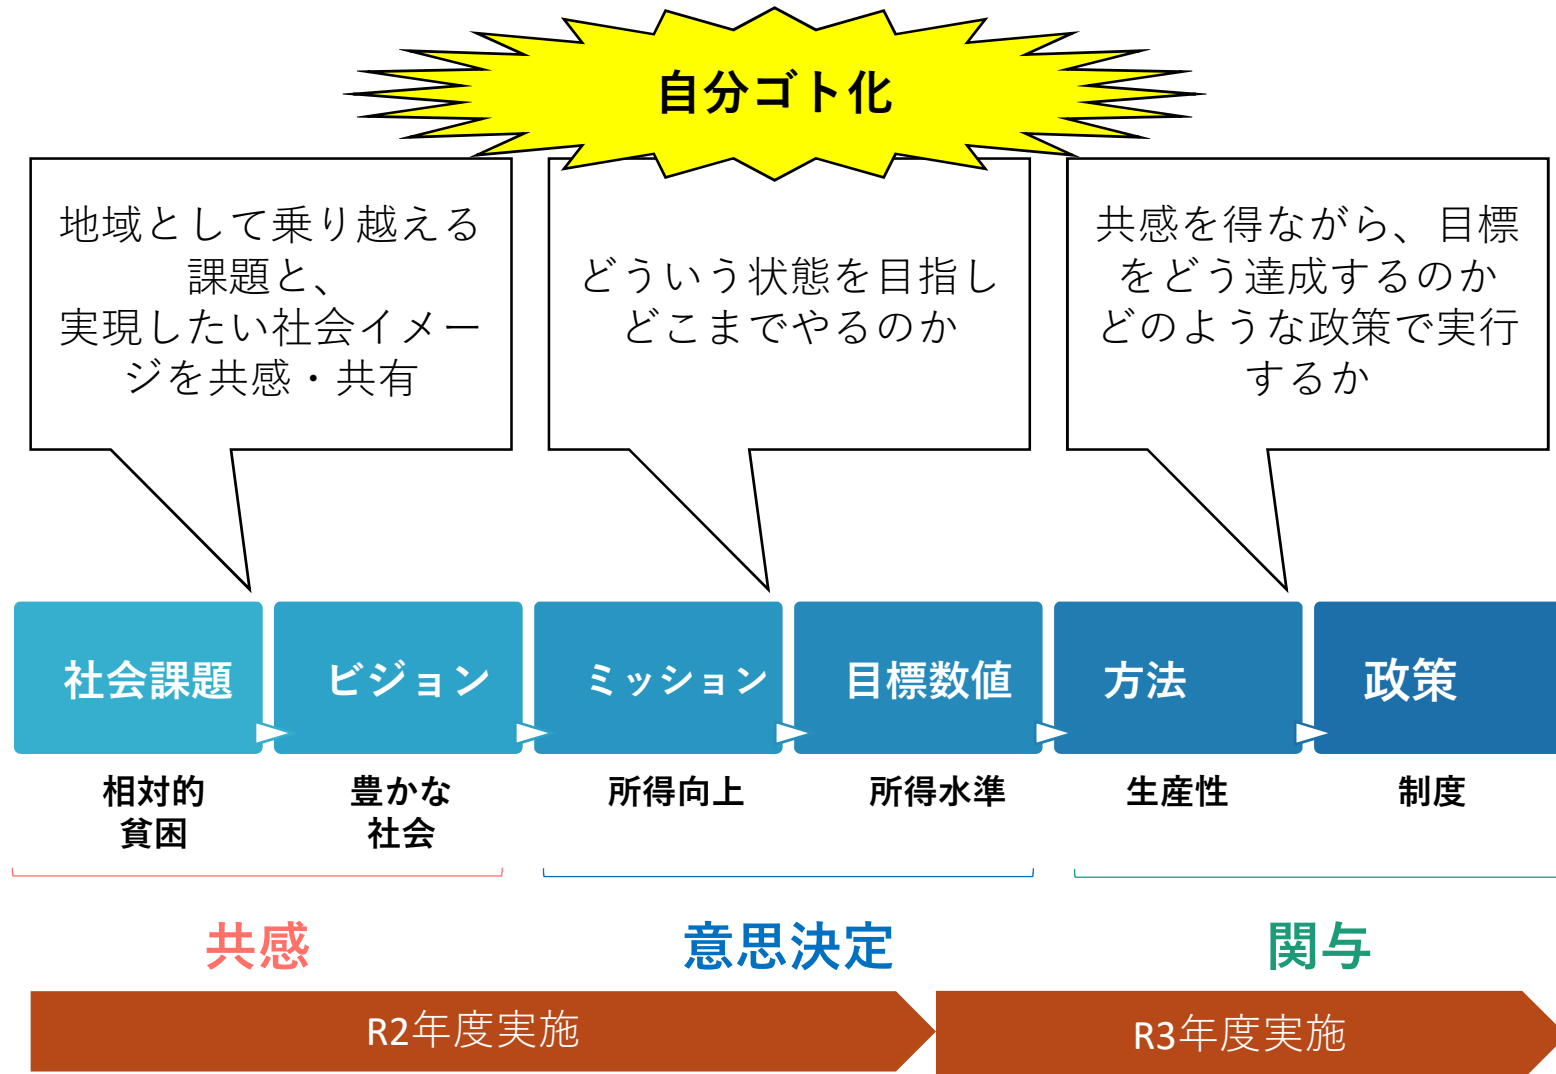 自分ゴト化
地域として乗り越える
課題と、
実現したい社会イメー
ジを共感・共有
どういう状態を目指し
どこまでやるのか
共感を得ながら、目標
をどう達成するのか
どのような政策で実行
するか
社会課題
ビジョン
ミッション
目標数値
方法
政策
相対的
貧困
豊かな
社会
所得向上
所得水準
生産性
制度
共感
意思決定
関与
R2年度実施
R3年度実施